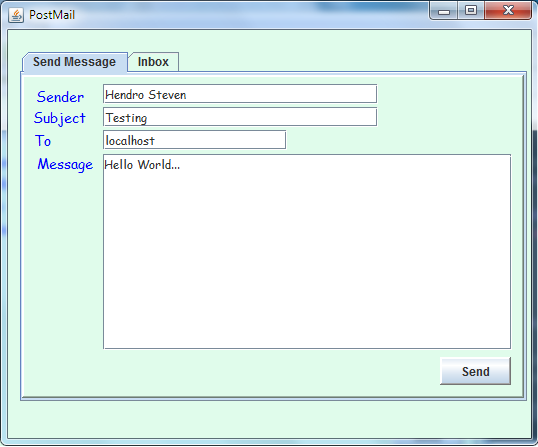 PostMail
Send Message Inbox
Sender Hendro Steven
Subject Testing
To localhost
Message Hello World...
Send